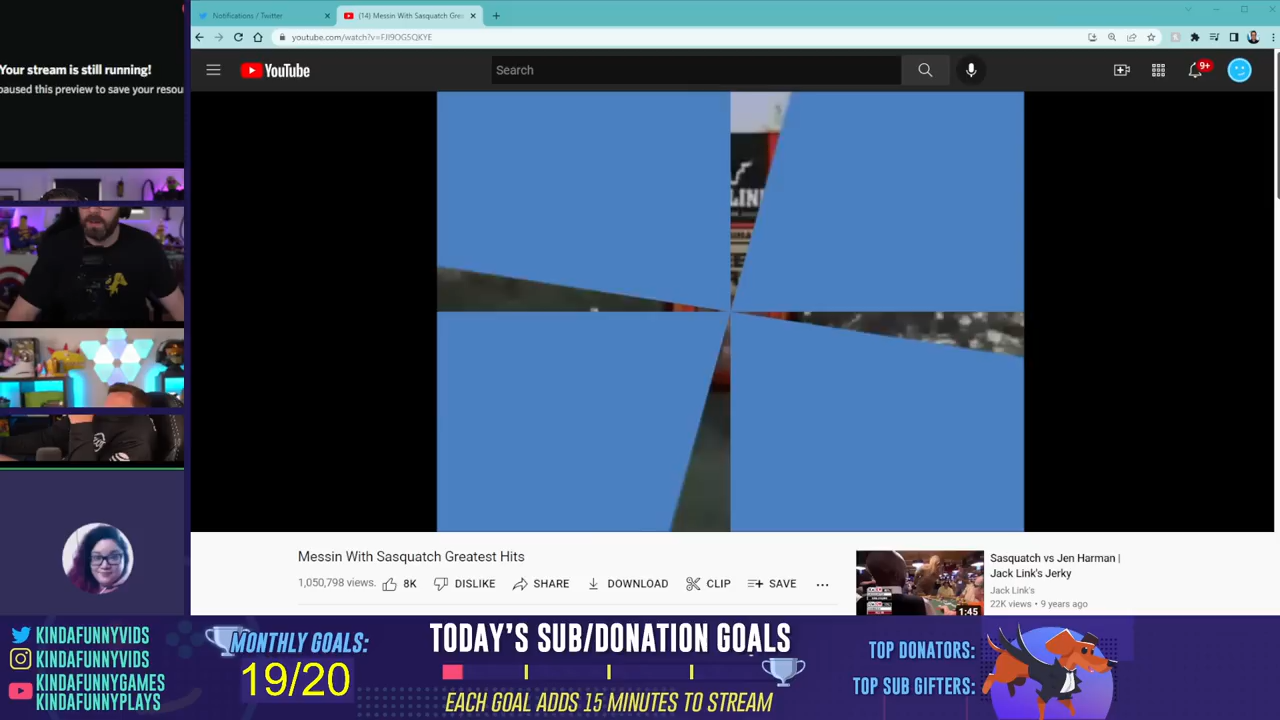 Notifications / Twitter
(14) Messin With Sasquatch Gre
youtube.com/watch?v=FJI9OG5QKYE
Your stream is still running!
paused this preview to save your resou
YouTube
Search
9+
LIN
Messin With Sasquatch Greatest Hits
1,050,798 views.
8K
DISLIKE
SHARE
DOWNLOAD
CLIP
SAVE
Sasquatch vs Jen Harman |
Jack Link's Jerky
Jack Link's
22K views • 9 years ago
1:45
KINDAFUNNYVIDS
KINDAFUNNYVIDS
KINDAFUNNYGAMES
KINDAFUNNYPLAYS
MONTHLY GOALS:
19/20
TODAY'S SUB/DONATION GOALS
EACH GOAL ADDS 15 MINUTES TO STREAM
TOP DONATORS:
TOP SUB GIFTERS: